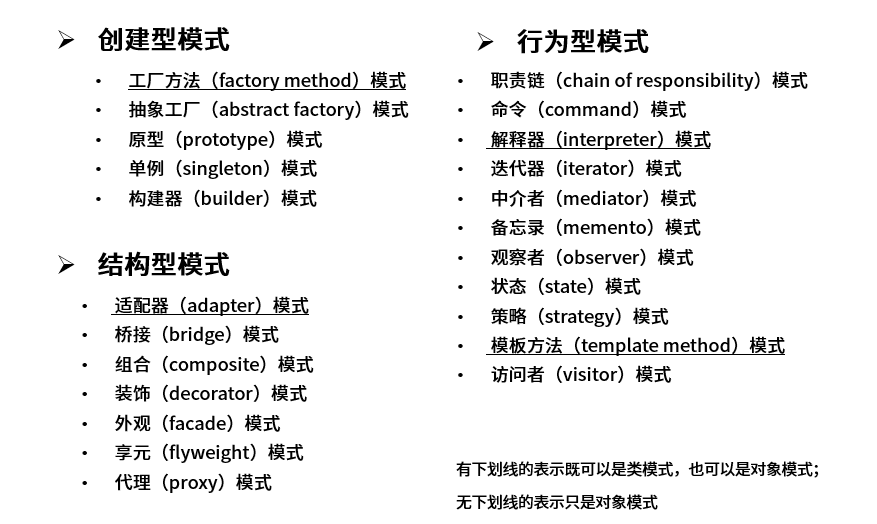 创建型模式
工厂方法（factory method）模式
抽象工厂（abstract factory）模式
原型（prototype）模式
单例（singleton）模式
构建器（builder）模式
结构型模式
适配器（adapter）模式
桥接（bridge）模式
组合（composite）模式
装饰（decorator）模式
外观（facade）模式
享元（flyweight）模式
代理（proxy）模式
行为型模式
职责链（chain of responsibility）模式
命令（command）模式
解释器（interpreter）模式
迭代器（iterator）模式
中介者（mediator）模式
备忘录（memento）模式
观察者（observer）模式
状态（state）模式
策略（strategy）模式
模板方法（template method）模式
访问者（visitor）模式
有下划线的表示既可以是类模式，也可以是对象模式；
无下划线的表示只是对象模式